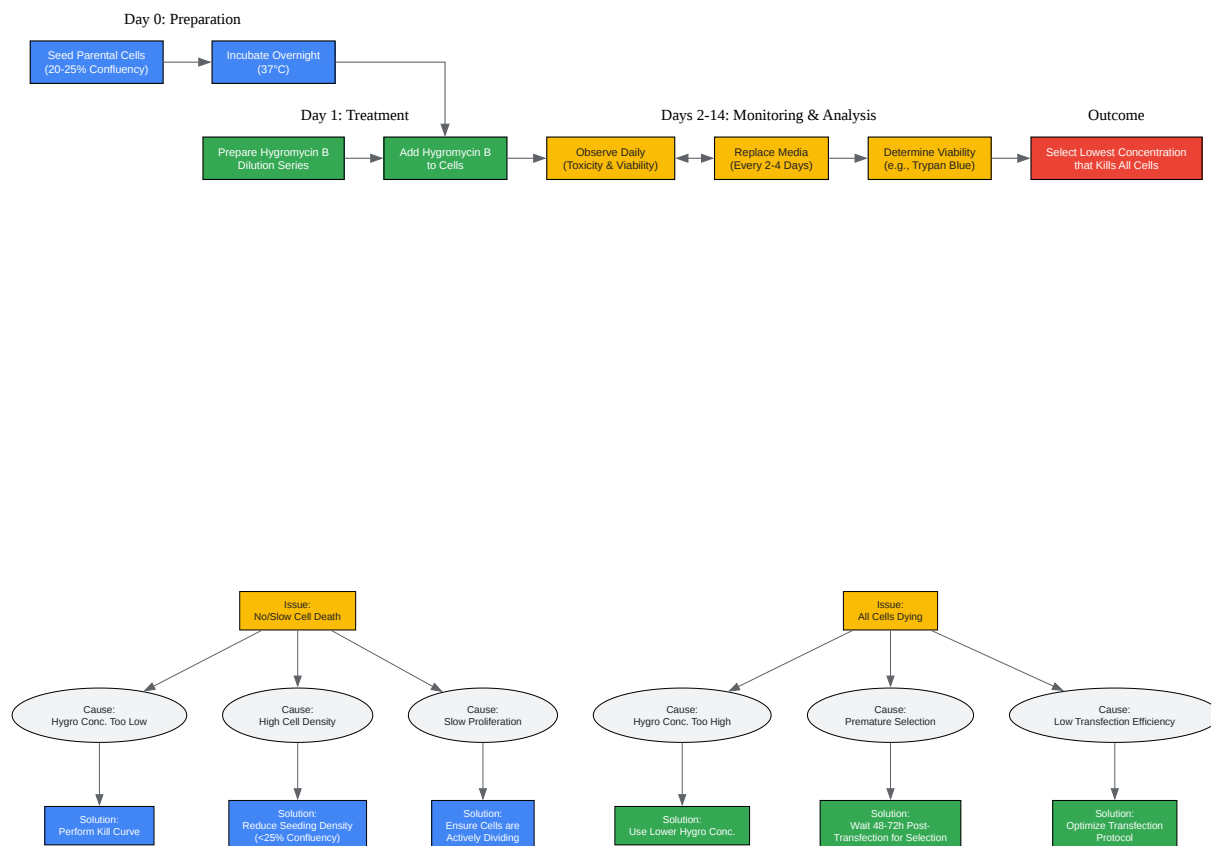 Day 0: Preparation
Seed Parental Cells
(20-25% Confluency)
Incubate Overnight
(37°C)
Day 1: Treatment
Days 2-14: Monitoring & Analysis
Outcome
Prepare Hygromycin B
Dilution Series
Add Hygromycin B
to Cells
Observe Daily
(Toxicity & Viability)
Replace Media
(Every 2-4 Days)
Determine Viability
(e.g., Trypan Blue)
Select Lowest Concentration
that Kills All Cells
Issue:
No/Slow Cell Death
Issue:
All Cells Dying
Cause:
Hygro Conc. Too Low
Cause:
High Cell Density
Cause:
Slow Proliferation
Cause:
Hygro Conc. Too High
Cause:
Premature Selection
Cause:
Low Transfection Efficiency
Solution:
Perform Kill Curve
Solution:
Reduce Seeding Density
(<25% Confluency)
Solution:
Ensure Cells are
Actively Dividing
Solution:
Use Lower Hygro Conc.
Solution:
Wait 48-72h Post-
Transfection for Selection
Solution:
Optimize Transfection
Protocol